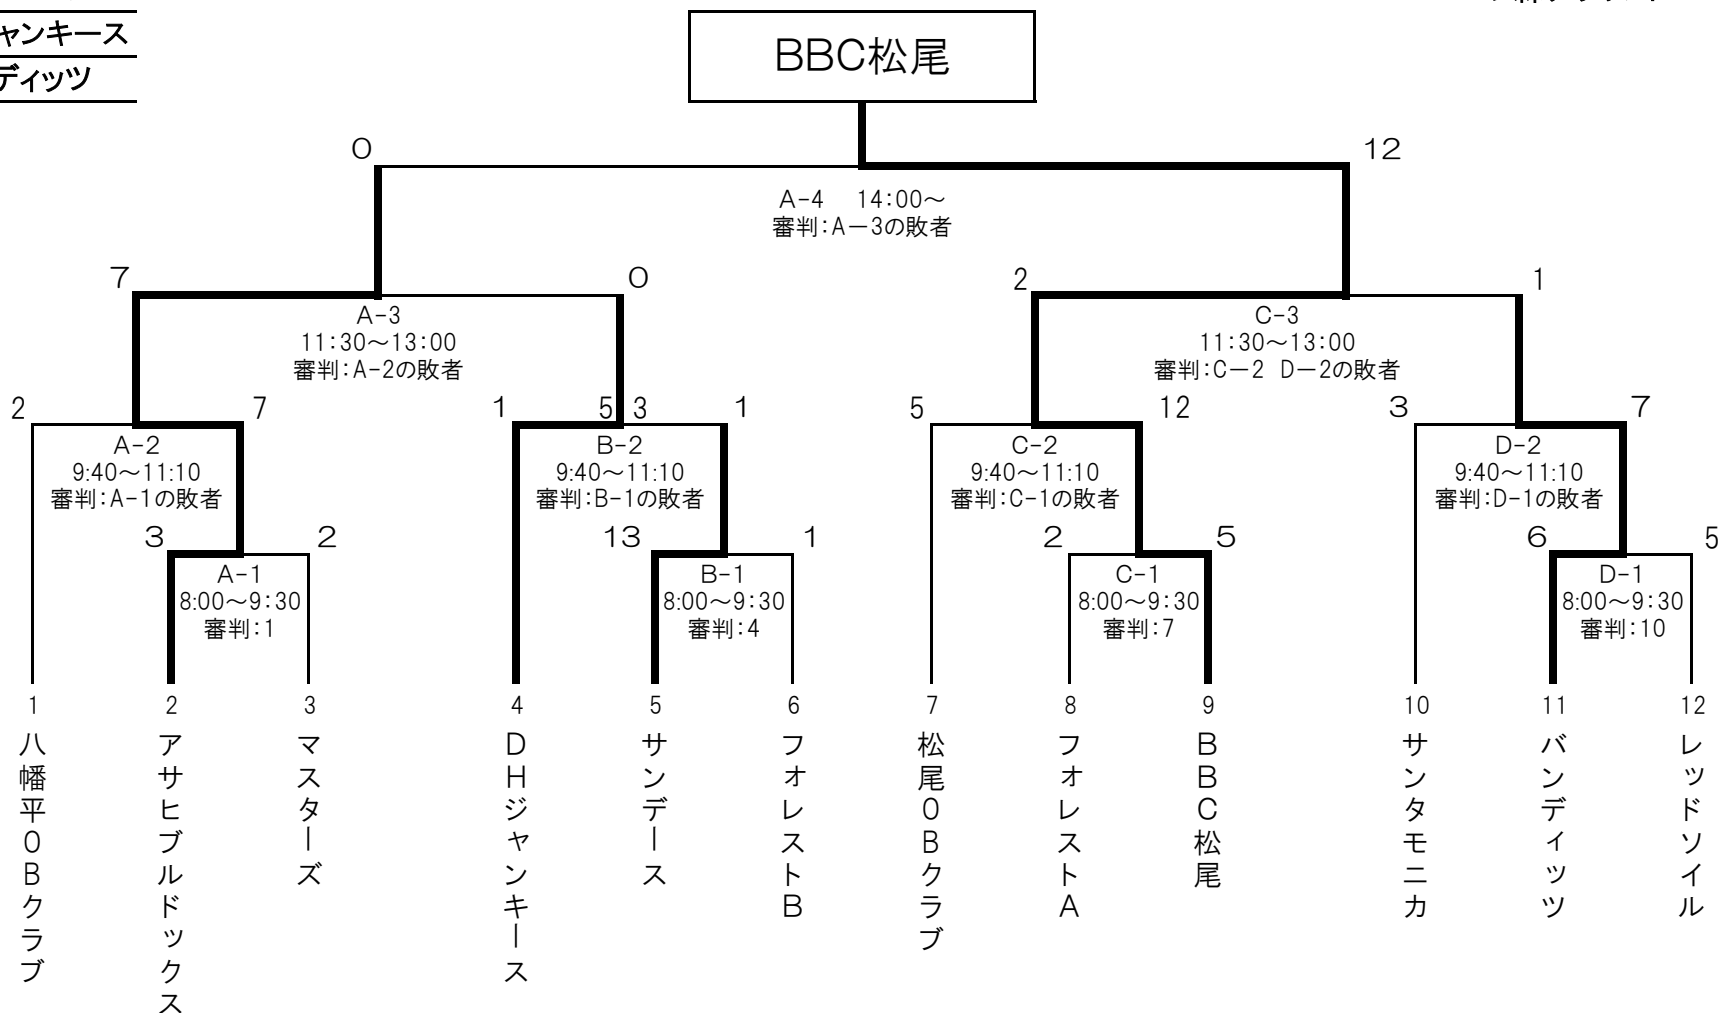 ャンキース
ディッツ
BBC松尾
0
12
A-4 14:00～
審判:A－3の敗者
7
0
2
1
A-3
11:30～13:00
審判:A-2の敗者
C-3
11:30～13:00
審判:C－2 D－2の敗者
2
7
1
5
3
1
5
12
3
7
A-2
9:40～11:10
審判:A-1の敗者
B-2
9:40～11:10
審判:B-1の敗者
C-2
9:40～11:10
審判:C-1の敗者
D-2
9:40～11:10
審判:D-1の敗者
3
2
13
1
2
5
6
5
A-1
8:00～9:30
審判:1
B-1
8:00～9:30
審判:4
C-1
8:00～9:30
審判:7
D-1
8:00～9:30
審判:10
1
2
3
4
5
6
7
8
9
10
11
12
八幡平OBクラブ
アサヒブルドックス
マスターズ
DHジャンキース
サンデース
フォレストB
松尾OBクラブ
フォレストA
BBC松尾
サンタモニカ
バンディッツ
レッドソイル